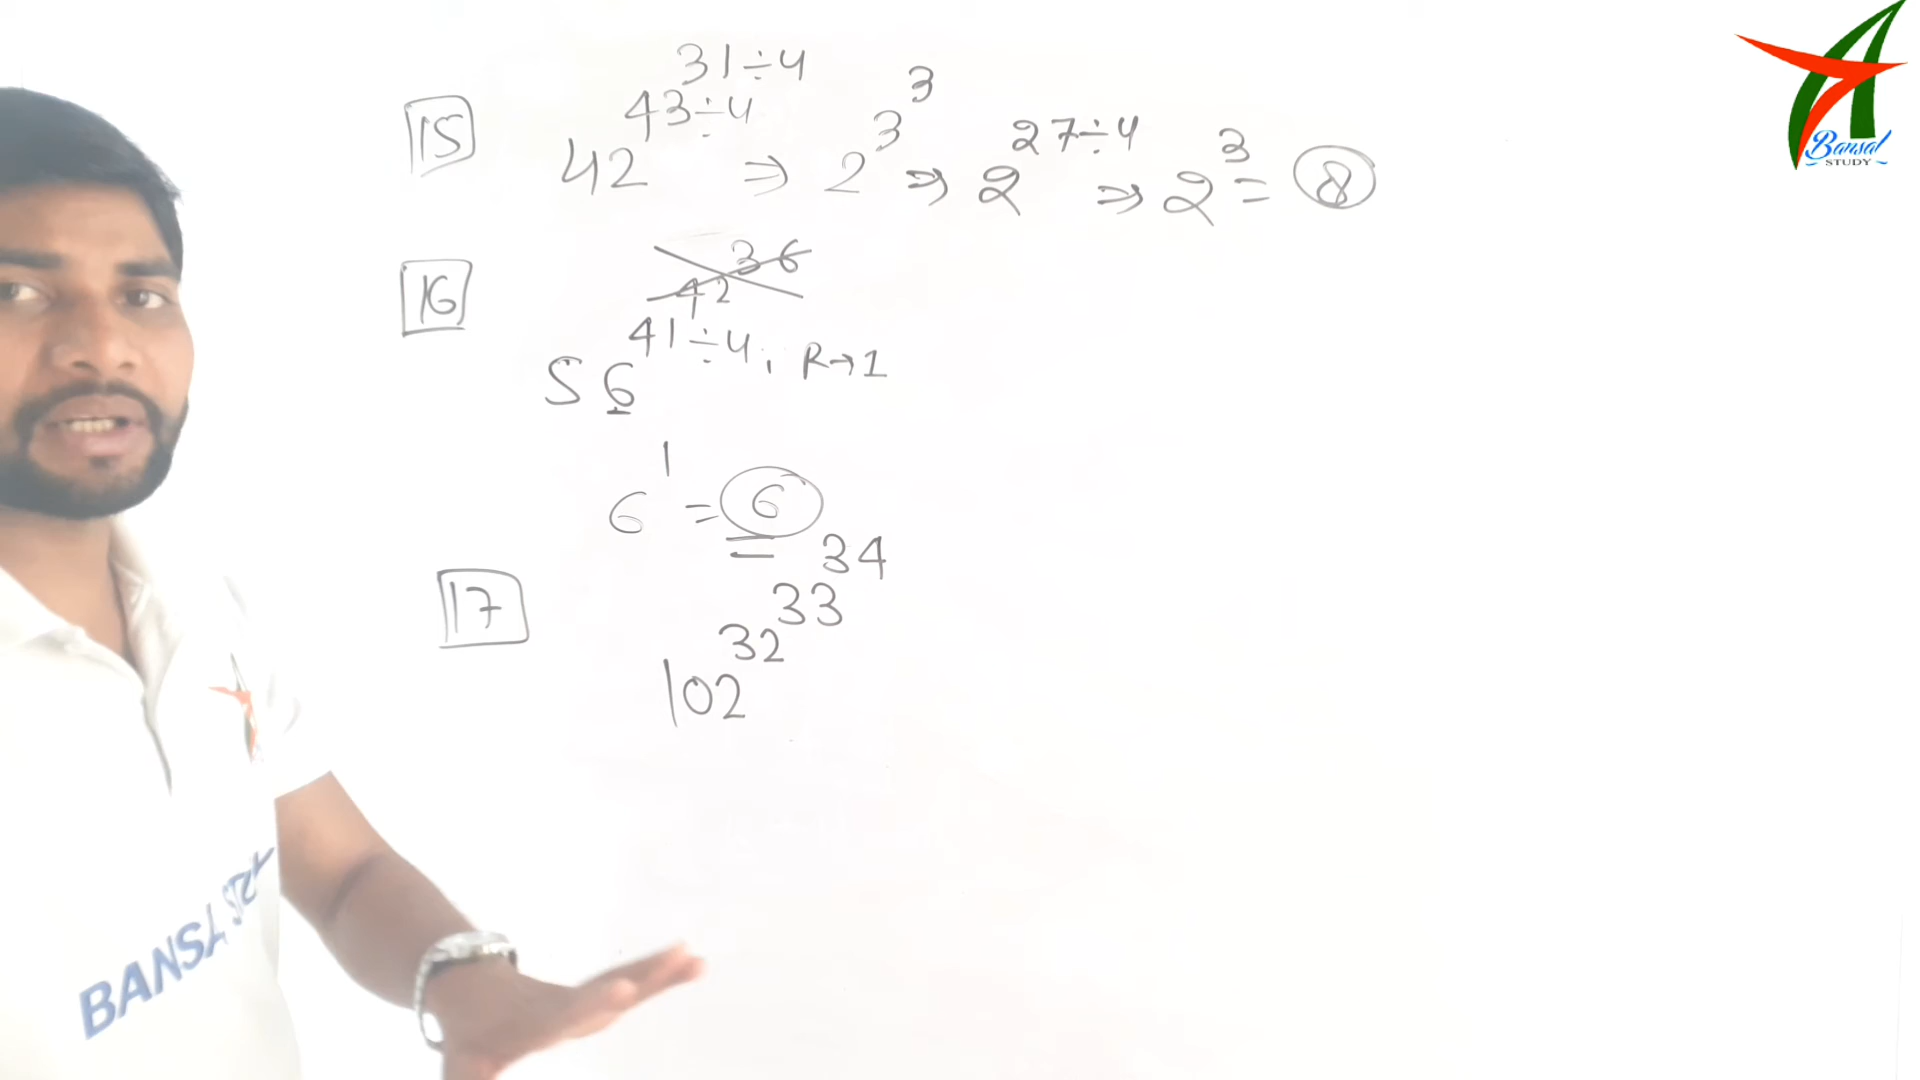 15 42^43÷4^31÷4 ⇒ 2^3^3 ⇒ 2^27÷4 ⇒ 2^3 = 8
16 56^41÷4^42^36, R→1
6^1 = 6
17 102^32^33^34
Bansal
STUDY